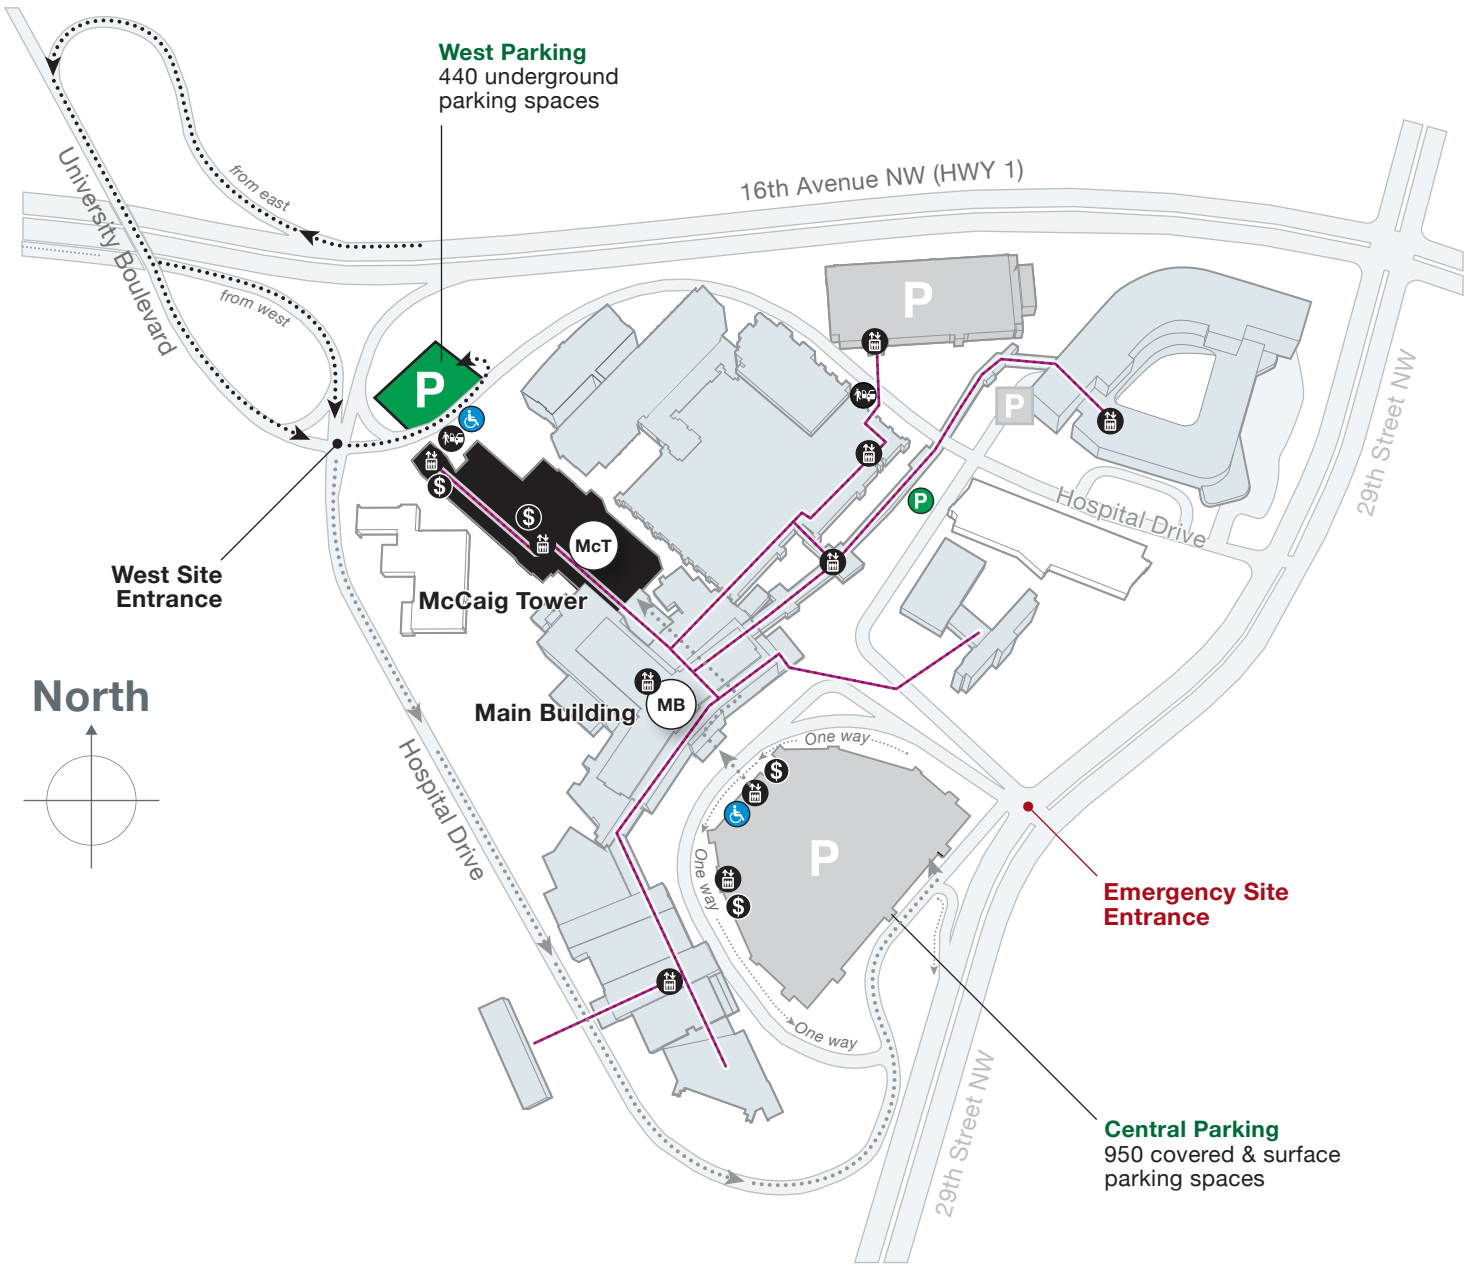 West Parking
440 underground
parking spaces
16th Avenue NW (HWY 1)
University Boulevard
from east
from west
P
P
P
P
29th Street NW
Hospital Drive
$
$
McT
West Site
Entrance
McCaig Tower
North
MB
Main Building
One way
$
Hospital Drive
P
One way
$
Emergency Site
Entrance
One way
29th Street NW
Central Parking
950 covered & surface
parking spaces